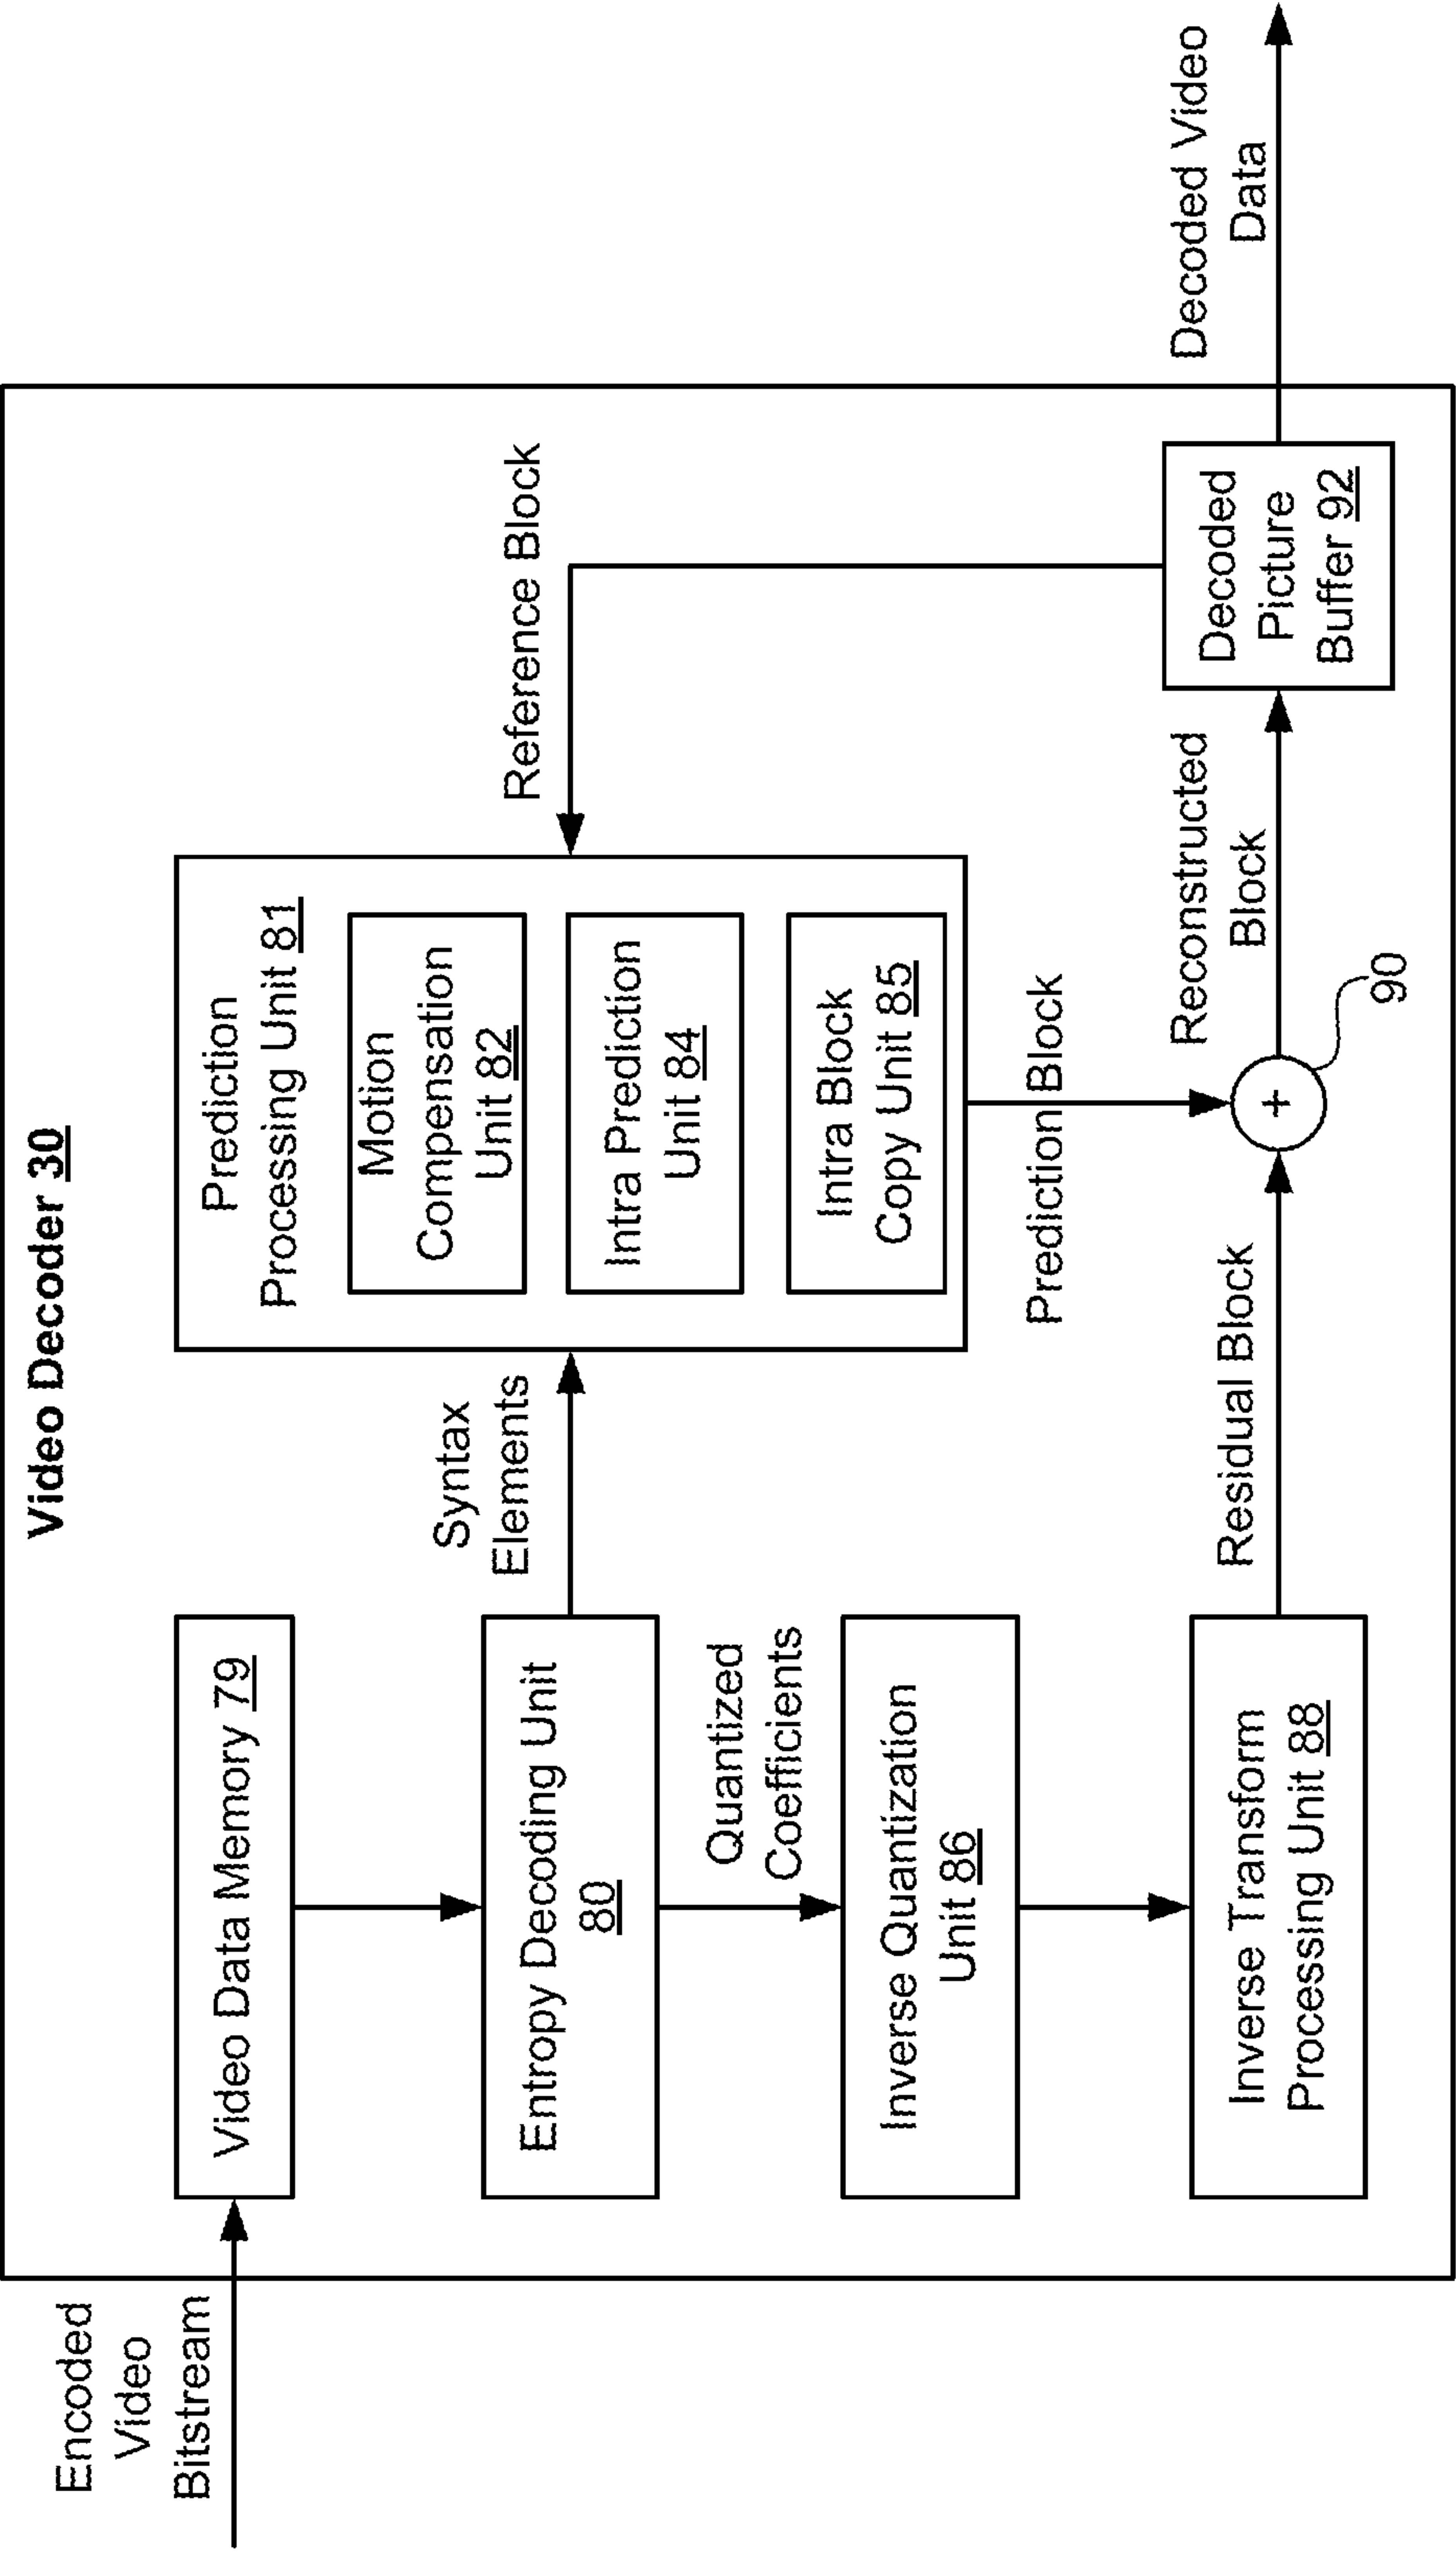 Video Decoder 30
Encoded
Video
Bitstream
Video Data Memory 79
Entropy Decoding Unit
80
Quantized
Coefficients
Inverse Quantization
Unit 86
Inverse Transform
Processing Unit 88
Syntax
Elements
Residual Block
Prediction
Processing Unit 81
Motion
Compensation
Unit 82
Intra Prediction
Unit 84
Intra Block
Copy Unit 85
Prediction Block
+
90
Reference Block
Reconstructed
Block
Decoded
Picture
Buffer 92
Decoded Video
Data